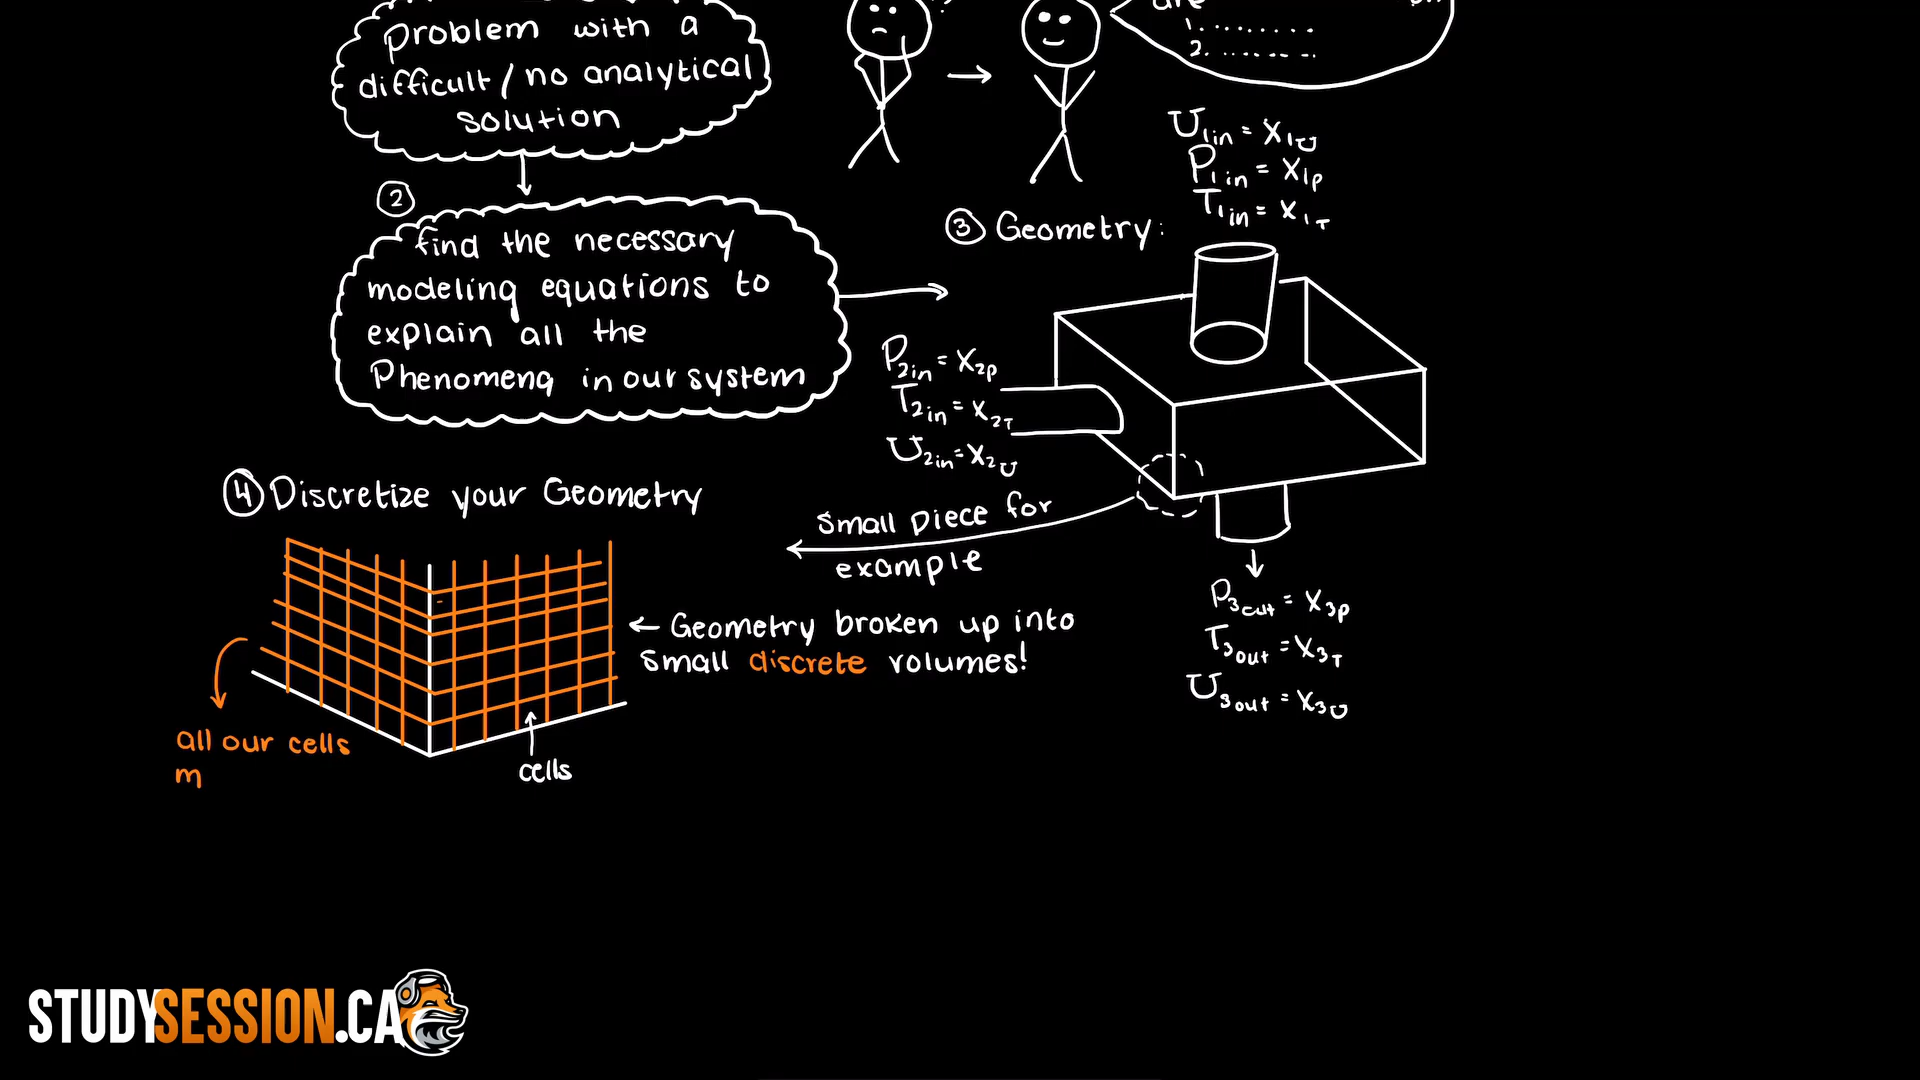 problem with a
difficult/no analytical
solution
are
1. ........
2. ........
②
find the necessary
modeling equations to
explain all the
Phenomena in our system
③ Geometry:
U1in = X1U
P1in = X1P
T1in = X1T
P2in = X2P
T2in = X2T
U2in = X2U
small piece for
example
P3out = X3P
T3out = X3T
U3out = X3U
④ Discretize your Geometry
← Geometry broken up into
small discrete volumes!
cells
all our cells
m
STUDYSESSION.CA